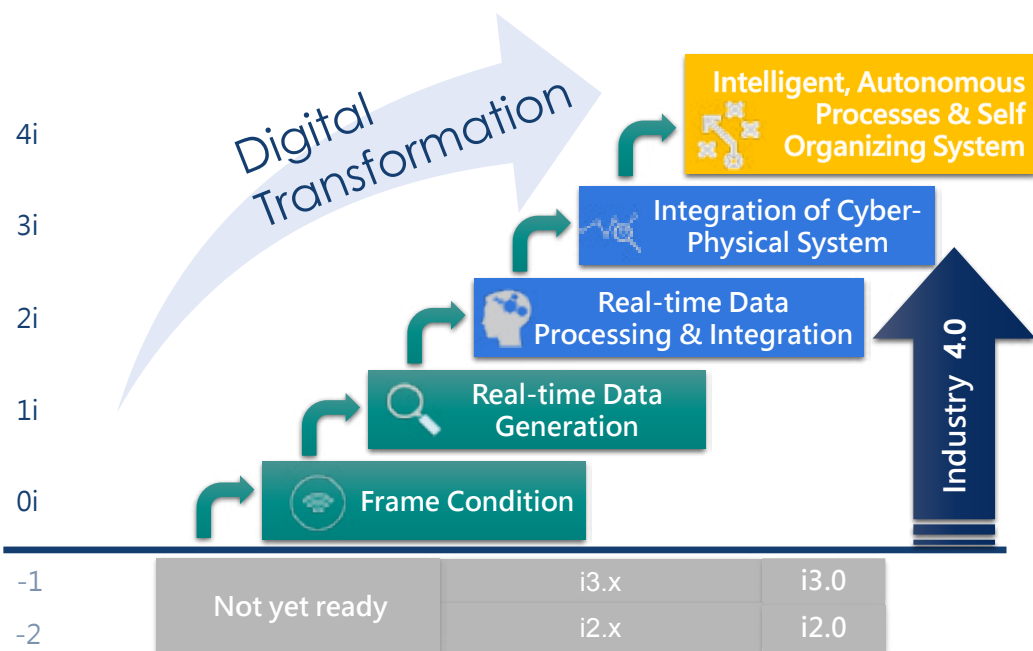 Digital
Transformation
4i
Intelligent, Autonomous
Processes & Self
Organizing System
3i
Integration of Cyber-
Physical System
2i
Real-time Data
Processing & Integration
1i
Real-time Data
Generation
0i
Frame Condition
Industry 4.0
-1
Not yet ready
i3.x
i3.0
-2
i2.x
i2.0